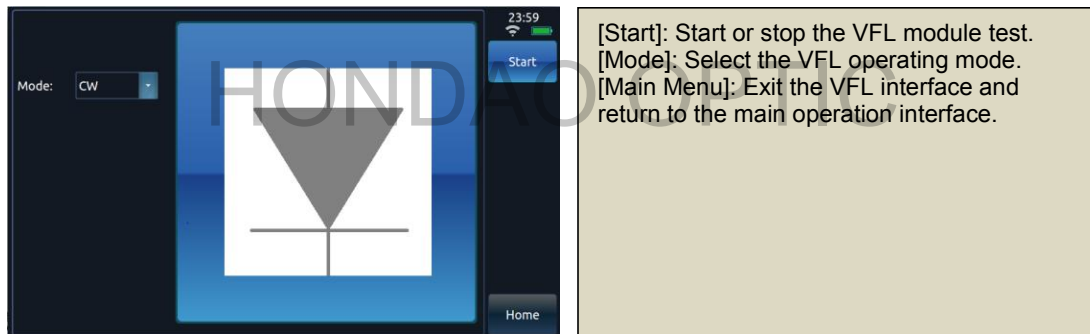 23:59
Start
Mode: CW
Home
[Start]: Start or stop the VFL module test.
[Mode]: Select the VFL operating mode.
[Main Menu]: Exit the VFL interface and
return to the main operation interface.
HONDAO OPTIC